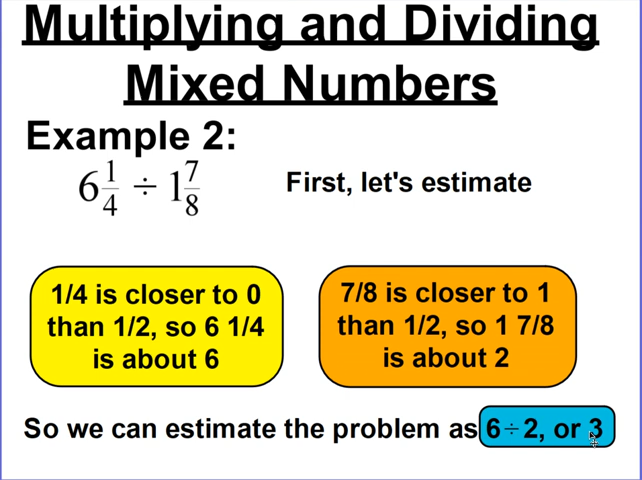 Multiplying and Dividing
Mixed Numbers
Example 2:
6 1/4 ÷ 1 7/8
First, let's estimate
1/4 is closer to 0
than 1/2, so 6 1/4
is about 6
7/8 is closer to 1
than 1/2, so 1 7/8
is about 2
So we can estimate the problem as 6÷2, or 3